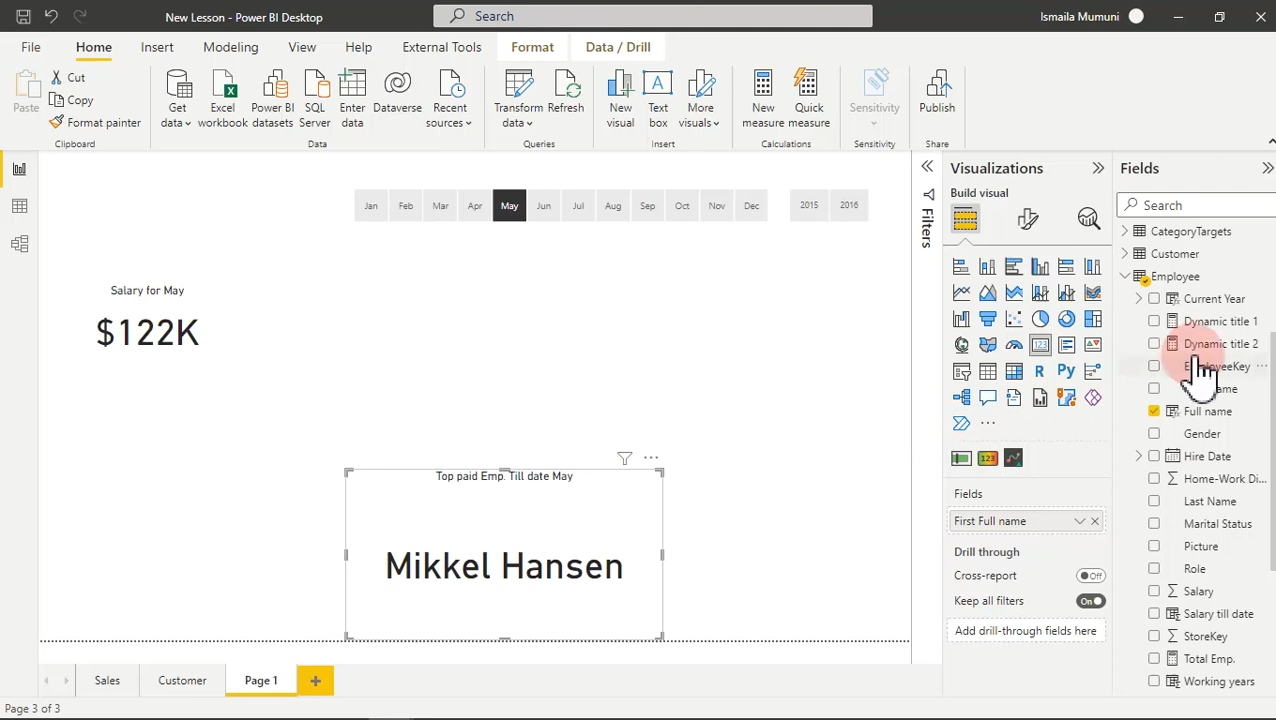 New Lesson - Power BI Desktop
Search
Ismaila Mumuni
File Home Insert Modeling View Help External Tools Format Data / Drill
Paste
Cut
Copy
Format painter
Get data
Excel workbook
Power BI datasets
SQL Server
Enter data
Dataverse
Recent sources
Transform data
Refresh
New visual
Text box
More visuals
New measure
Quick measure
Sensitivity
Publish
Clipboard
Data
Queries
Insert
Calculations
Sensitivity
Share
Jan Feb Mar Apr May Jun Jul Aug Sep Oct Nov Dec
2015 2016
Salary for May
$122K
Top paid Emp. Till date May
Mikkel Hansen
Filters
Visualizations
Build visual
123
R
Py
123
Fields
First Full name
Drill through
Cross-report
Off
Keep all filters
On
Add drill-through fields here
Fields
Search
CategoryTargets
Customer
Employee
Current Year
Dynamic title 1
Dynamic title 2
Full name
Gender
Hire Date
Home-Work Di...
Last Name
Marital Status
Picture
Role
Salary
Salary till date
StoreKey
Total Emp.
Working years
Sales
Customer
Page 1
Page 3 of 3